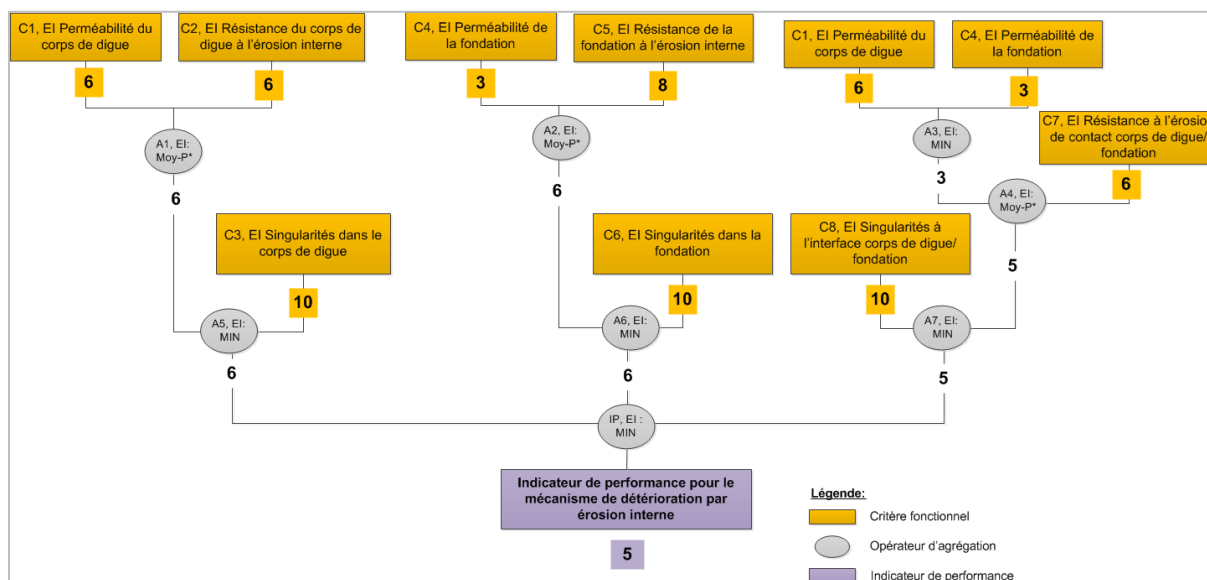 C1, EI Perméabilité du
corps de digue
6
C2, EI Résistance du corps
de digue à l'érosion interne
6
C4, EI Perméabilité de
la fondation
3
C5, EI Résistance de la
fondation à l'érosion interne
8
C1, EI Perméabilité du
corps de digue
6
C4, EI Perméabilité de
la fondation
3
A1, EI:
Moy-P*
6
A2, EI:
Moy-P*
6
A3, EI:
MIN
3
C7, EI Résistance à l'érosion
de contact corps de digue/
fondation
6
A4, EI:
Moy-P*
5
C3, EI Singularités dans le
corps de digue
10
C6, EI Singularités dans la
fondation
10
C8, EI Singularités à
l'interface corps de digue/
fondation
10
A5, EI:
MIN
6
A6, EI:
MIN
6
A7, EI:
MIN
5
IP, EI :
MIN
Indicateur de performance pour le
mécanisme de détérioration par
érosion interne
5
Légende:
Critère fonctionnel
Opérateur d'agrégation
Indicateur de performance